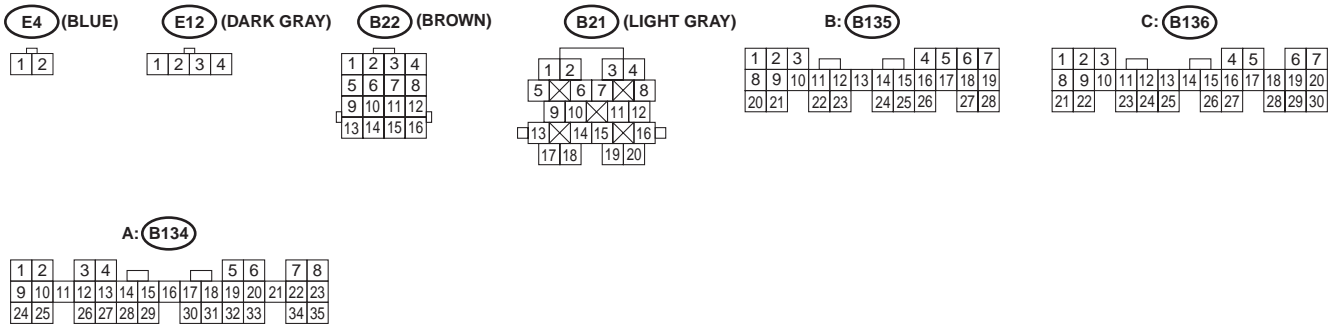 E4 (BLUE) E12 (DARK GRAY) B22 (BROWN) B21 (LIGHT GRAY) B: B135 C: B136
1 2
1 2 3 4
1 2 3 4
5 6 7 8
9 10 11 12
13 14 15 16
1 2 3 4
5 6 7 8
9 10 11 12
13 14 15 16
17 18 19 20
1 2 3 4 5 6 7
8 9 10 11 12 13 14 15 16 17 18 19
20 21 22 23 24 25 26 27 28
1 2 3 4 5 6 7
8 9 10 11 12 13 14 15 16 17 18 19 20
21 22 23 24 25 26 27 28 29 30
A: B134
1 2 3 4 5 6 7 8
9 10 11 12 13 14 15 16 17 18 19 20 21 22 23
24 25 26 27 28 29 30 31 32 33 34 35